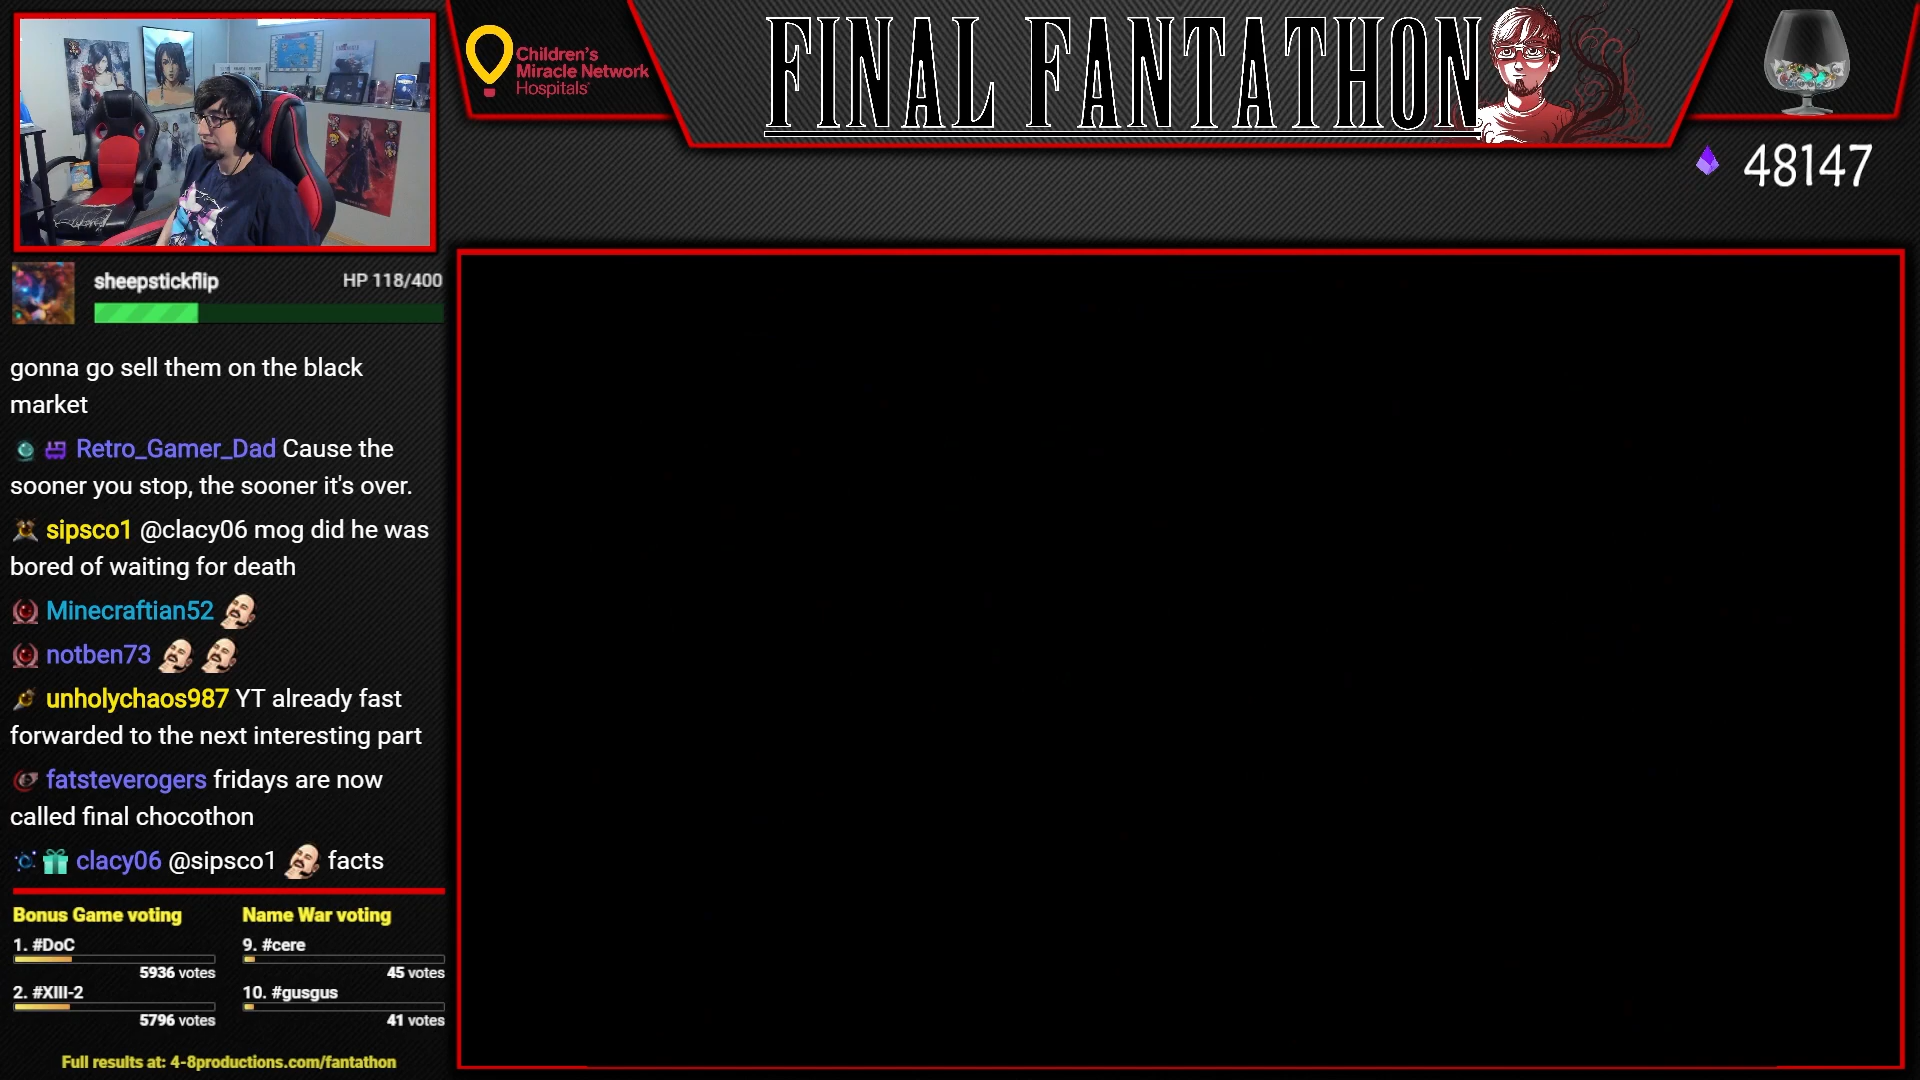 Children's
Miracle Network
Hospitals
FINAL FANTATHON
48147
sheepstickflip
HP 118/400
gonna go sell them on the black
market
Retro_Gamer_Dad Cause the
sooner you stop, the sooner it's over.
sipsco1 @clacy06 mog did he was
bored of waiting for death
Minecraftian52
notben73
unholychaos987 YT already fast
forwarded to the next interesting part
fatsteverogers fridays are now
called final chocothon
clacy06 @sipsco1 facts
Bonus Game voting
1. #DoC
5936 votes
2. #XIII-2
5796 votes
Name War voting
9. #cere
45 votes
10. #gusgus
41 votes
Full results at: 4-8productions.com/fantathon